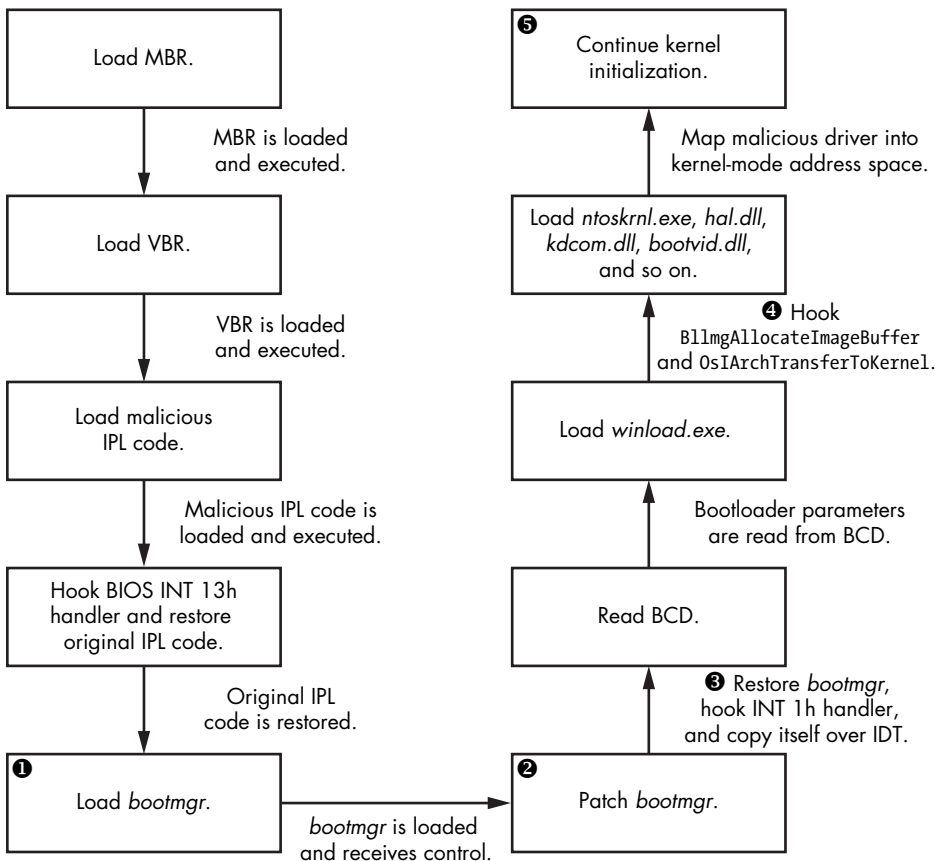 Load MBR.
MBR is loaded
and executed.
Load VBR.
VBR is loaded
and executed.
Load malicious
IPL code.
Malicious IPL code is
loaded and executed.
Hook BIOS INT 13h
handler and restore
original IPL code.
Original IPL
code is restored.
❶
Load bootmgr.
bootmgr is loaded
and receives control.
❷
Patch bootmgr.
❸ Restore bootmgr,
hook INT 1h handler,
and copy itself over IDT.
Read BCD.
Bootloader parameters
are read from BCD.
Load winload.exe.
❹ Hook
BllmgAllocateImageBuffer
and OsIArchTransferToKernel.
Load ntoskrnl.exe, hal.dll,
kdcom.dll, bootvid.dll,
and so on.
Map malicious driver into
kernel-mode address space.
❺
Continue kernel
initialization.